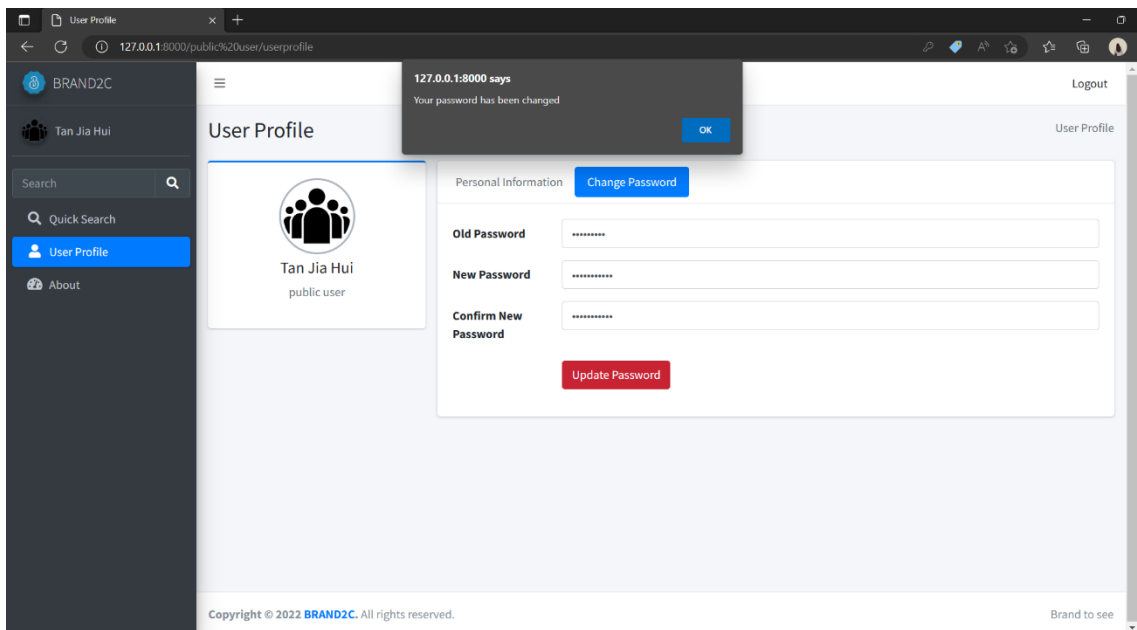 User Profile
127.0.0.1:8000/public%20user/userprofile
BRAND2C
127.0.0.1:8000 says
Your password has been changed
OK
Logout
Tan Jia Hui
User Profile
User Profile
Search
Quick Search
User Profile
About
Tan Jia Hui
public user
Personal Information
Change Password
Old Password
New Password
Confirm New
Password
Update Password
Copyright © 2022 BRAND2C. All rights reserved.
Brand to see